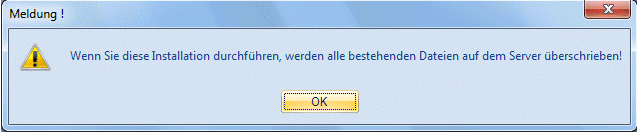 Meldung !
Wenn Sie diese Installation durchführen, werden alle bestehenden Dateien auf dem Server überschrieben!
OK